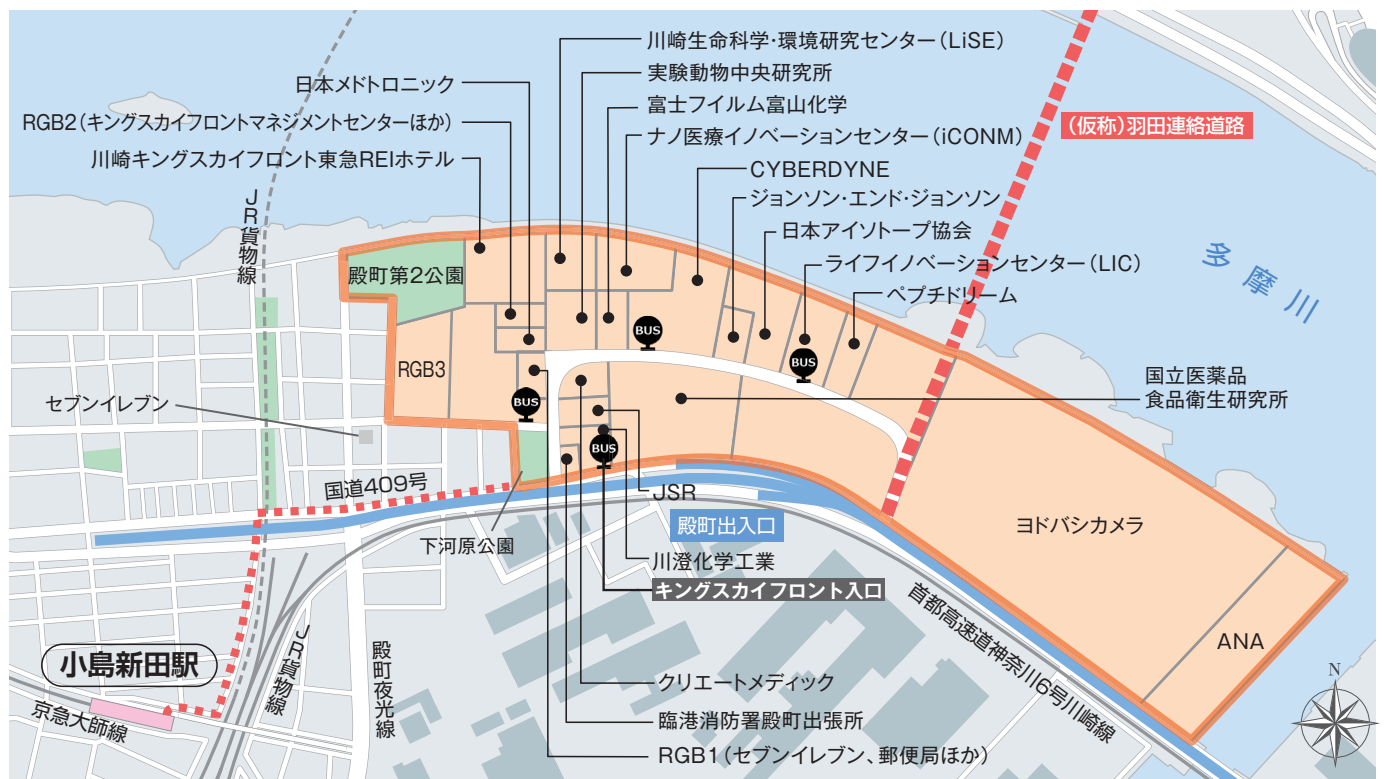 川崎生命科学・環境研究センター（LiSE）
実験動物中央研究所
日本メドトロニック
富士フイルム富山化学
RGB2（キングスカイフロントマネジメントセンターほか）
ナノ医療イノベーションセンター（iCONM）
（仮称）羽田連絡道路
川崎キングスカイフロント東急REIホテル
CYBERDYNE
ジョンソン・エンド・ジョンソン
JR貨物線
日本アイソトープ協会
多摩川
ライフイノベーションセンター（LIC）
殿町第2公園
ペプチドリーム
BUS
BUS
RGB3
国立医薬品
食品衛生研究所
セブンイレブン
BUS
BUS
国道409号
JSR
殿町出入口
ヨドバシカメラ
下河原公園
川澄化学工業
キングスカイフロント入口
首都高速道神奈川6号川崎線
ANA
小島新田駅
JR貨物線
殿町夜光線
クリエートメディック
N
京急大師線
臨港消防署殿町出張所
RGB1（セブンイレブン、郵便局ほか）